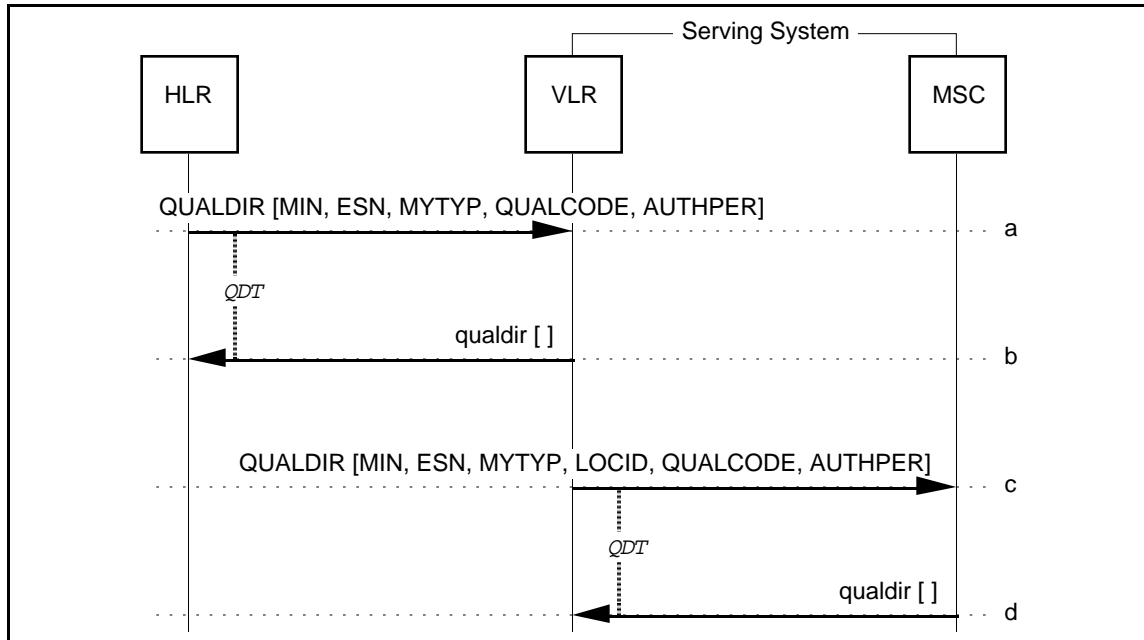 Serving System
HLR
VLR
MSC
QUALDIR [MIN, ESN, MYTYP, QUALCODE, AUTHPER]
a
QDT
qualdir [ ]
b
QUALDIR [MIN, ESN, MYTYP, LOCID, QUALCODE, AUTHPER]
c
QDT
qualdir [ ]
d